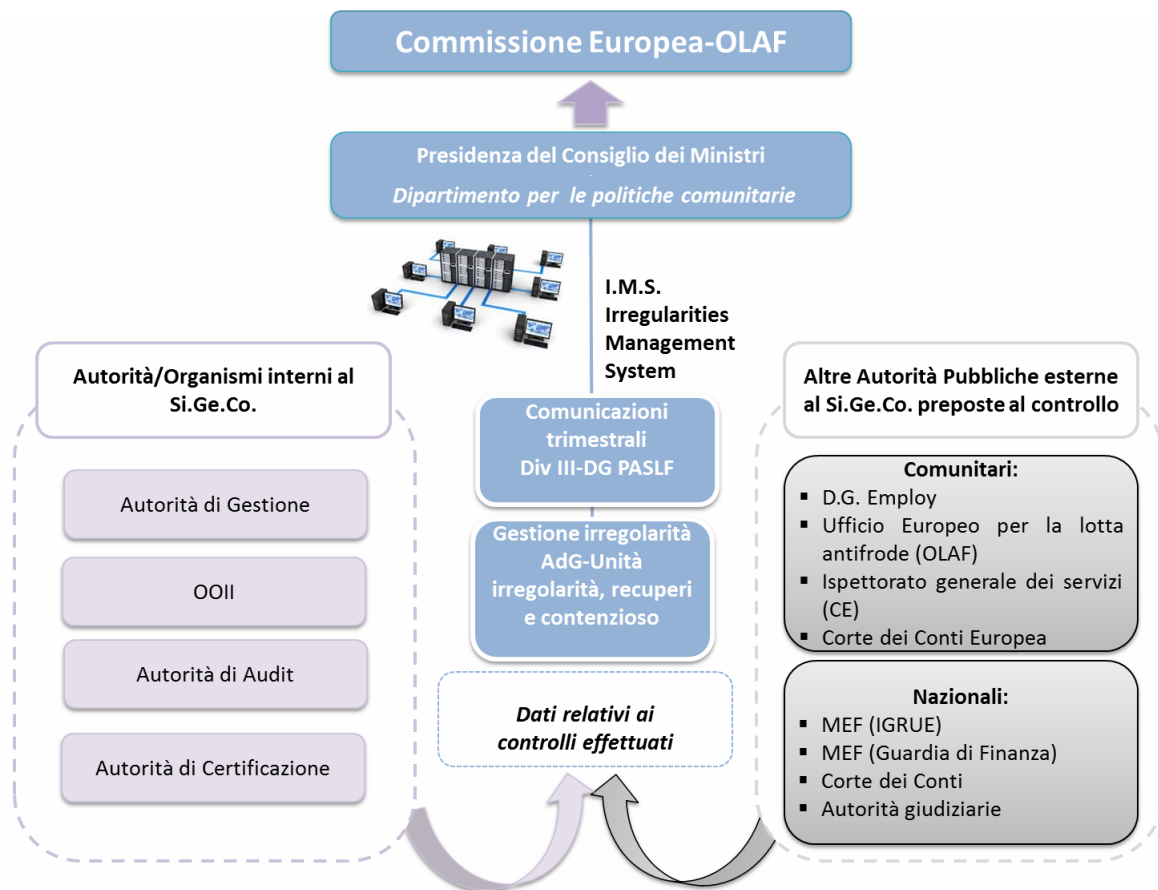 Commissione Europea-OLAF
Presidenza del Consiglio dei Ministri
Dipartimento per le politiche comunitarie
I.M.S.
Irregularities
Management
System
Autorità/Organismi interni al
Si.Ge.Co.
Autorità di Gestione
OOII
Autorità di Audit
Autorità di Certificazione
Comunicazioni
trimestrali
Div III-DG PASLF
Gestione irregolarità
AdG-Unità
irregolarità, recuperi
e contenzioso
Dati relativi ai
controlli effettuati
Altre Autorità Pubbliche esterne
al Si.Ge.Co. preposte al controllo
Comunitari:
▪ D.G. Employ
▪ Ufficio Europeo per la lotta
antifrode (OLAF)
▪ Ispettorato generale dei servizi
(CE)
▪ Corte dei Conti Europea
Nazionali:
▪ MEF (IGRUE)
▪ MEF (Guardia di Finanza)
▪ Corte dei Conti
▪ Autorità giudiziarie